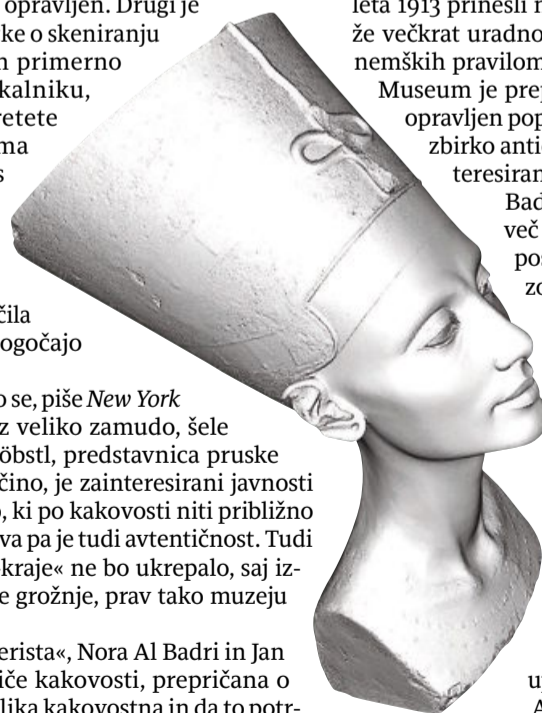 opravljen. Drugi je
ke o skeniranju
primerno
kalniku,
retete
ma
s
čila
ogočajo
o se, piše New York
z veliko zamudo, šele
öbstl, predstavnica pruske
čino, je zainteresirani javnosti
o, ki po kakovosti niti približno
va pa je tudi avtentičnost. Tudi
okraje« ne bo ukrepalo, saj iz-
e grožnje, prav tako muzeju
erista«, Nora Al Badri in Jan
iče kakovosti, prepričana o
lika kakovostna in da to potr-
leta 1913 prinesli
že večkrat uradno
nemških pravilom
Museum je prep
opravljen pop
zbirko anti
teresiran
Bad
več
pos
zo
up
A